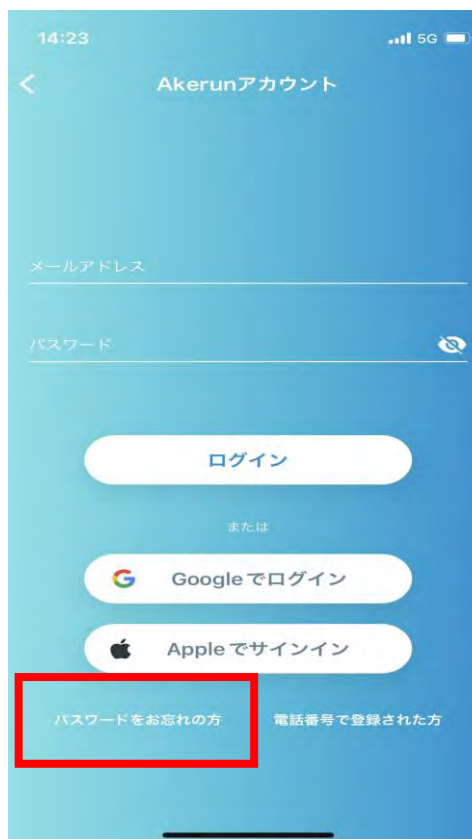 14:23
5G
Akerunアカウント
メールアドレス
パスワード
ログイン
または
Googleでログイン
Appleでサインイン
パスワードをお忘れの方
電話番号で登録された方